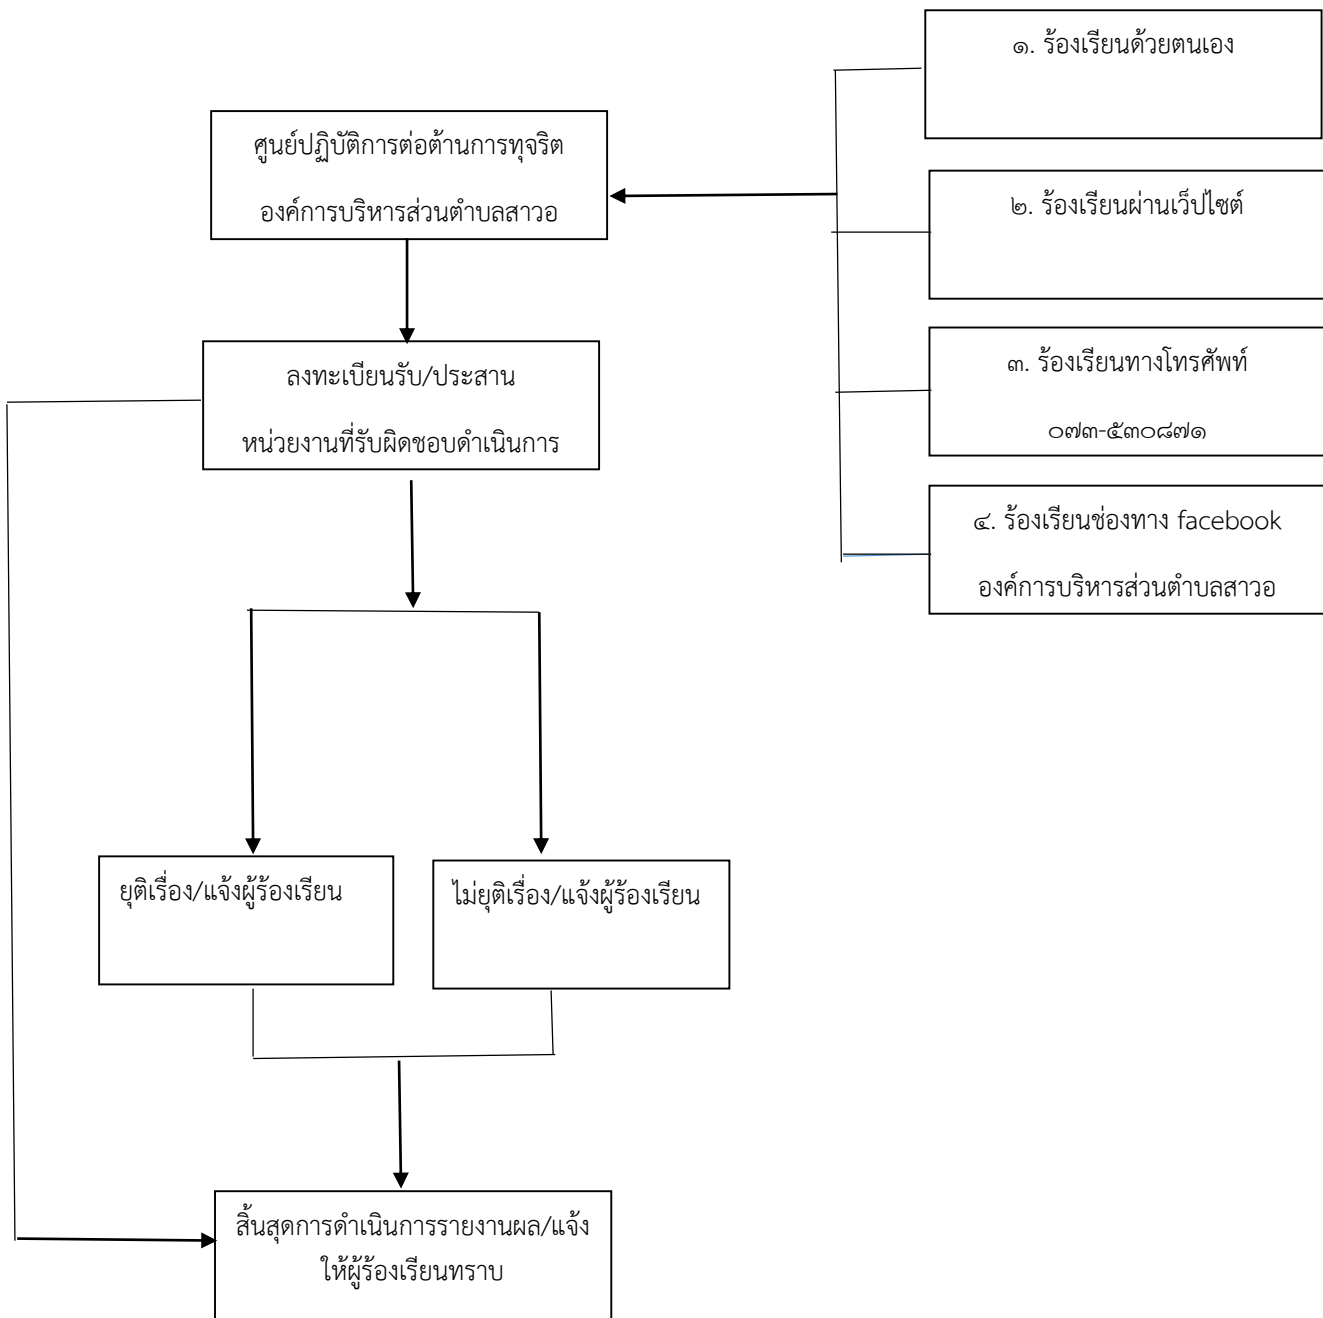 ๑. ร้องเรียนด้วยตนเอง
ศูนย์ปฏิบัติการต่อต้านการทุจริต
องค์การบริหารส่วนตำบลสาวอ
๒. ร้องเรียนผ่านเว็ปไซต์
๓. ร้องเรียนทางโทรศัพท์
๐๗๓-๕๓๐๘๗๑
๔. ร้องเรียนช่องทาง facebook
องค์การบริหารส่วนตำบลสาวอ
ลงทะเบียนรับ/ประสาน
หน่วยงานที่รับผิดชอบดำเนินการ
ยุติเรื่อง/แจ้งผู้ร้องเรียน
ไม่ยุติเรื่อง/แจ้งผู้ร้องเรียน
สิ้นสุดการดำเนินการรายงานผล/แจ้ง
ให้ผู้ร้องเรียนทราบ